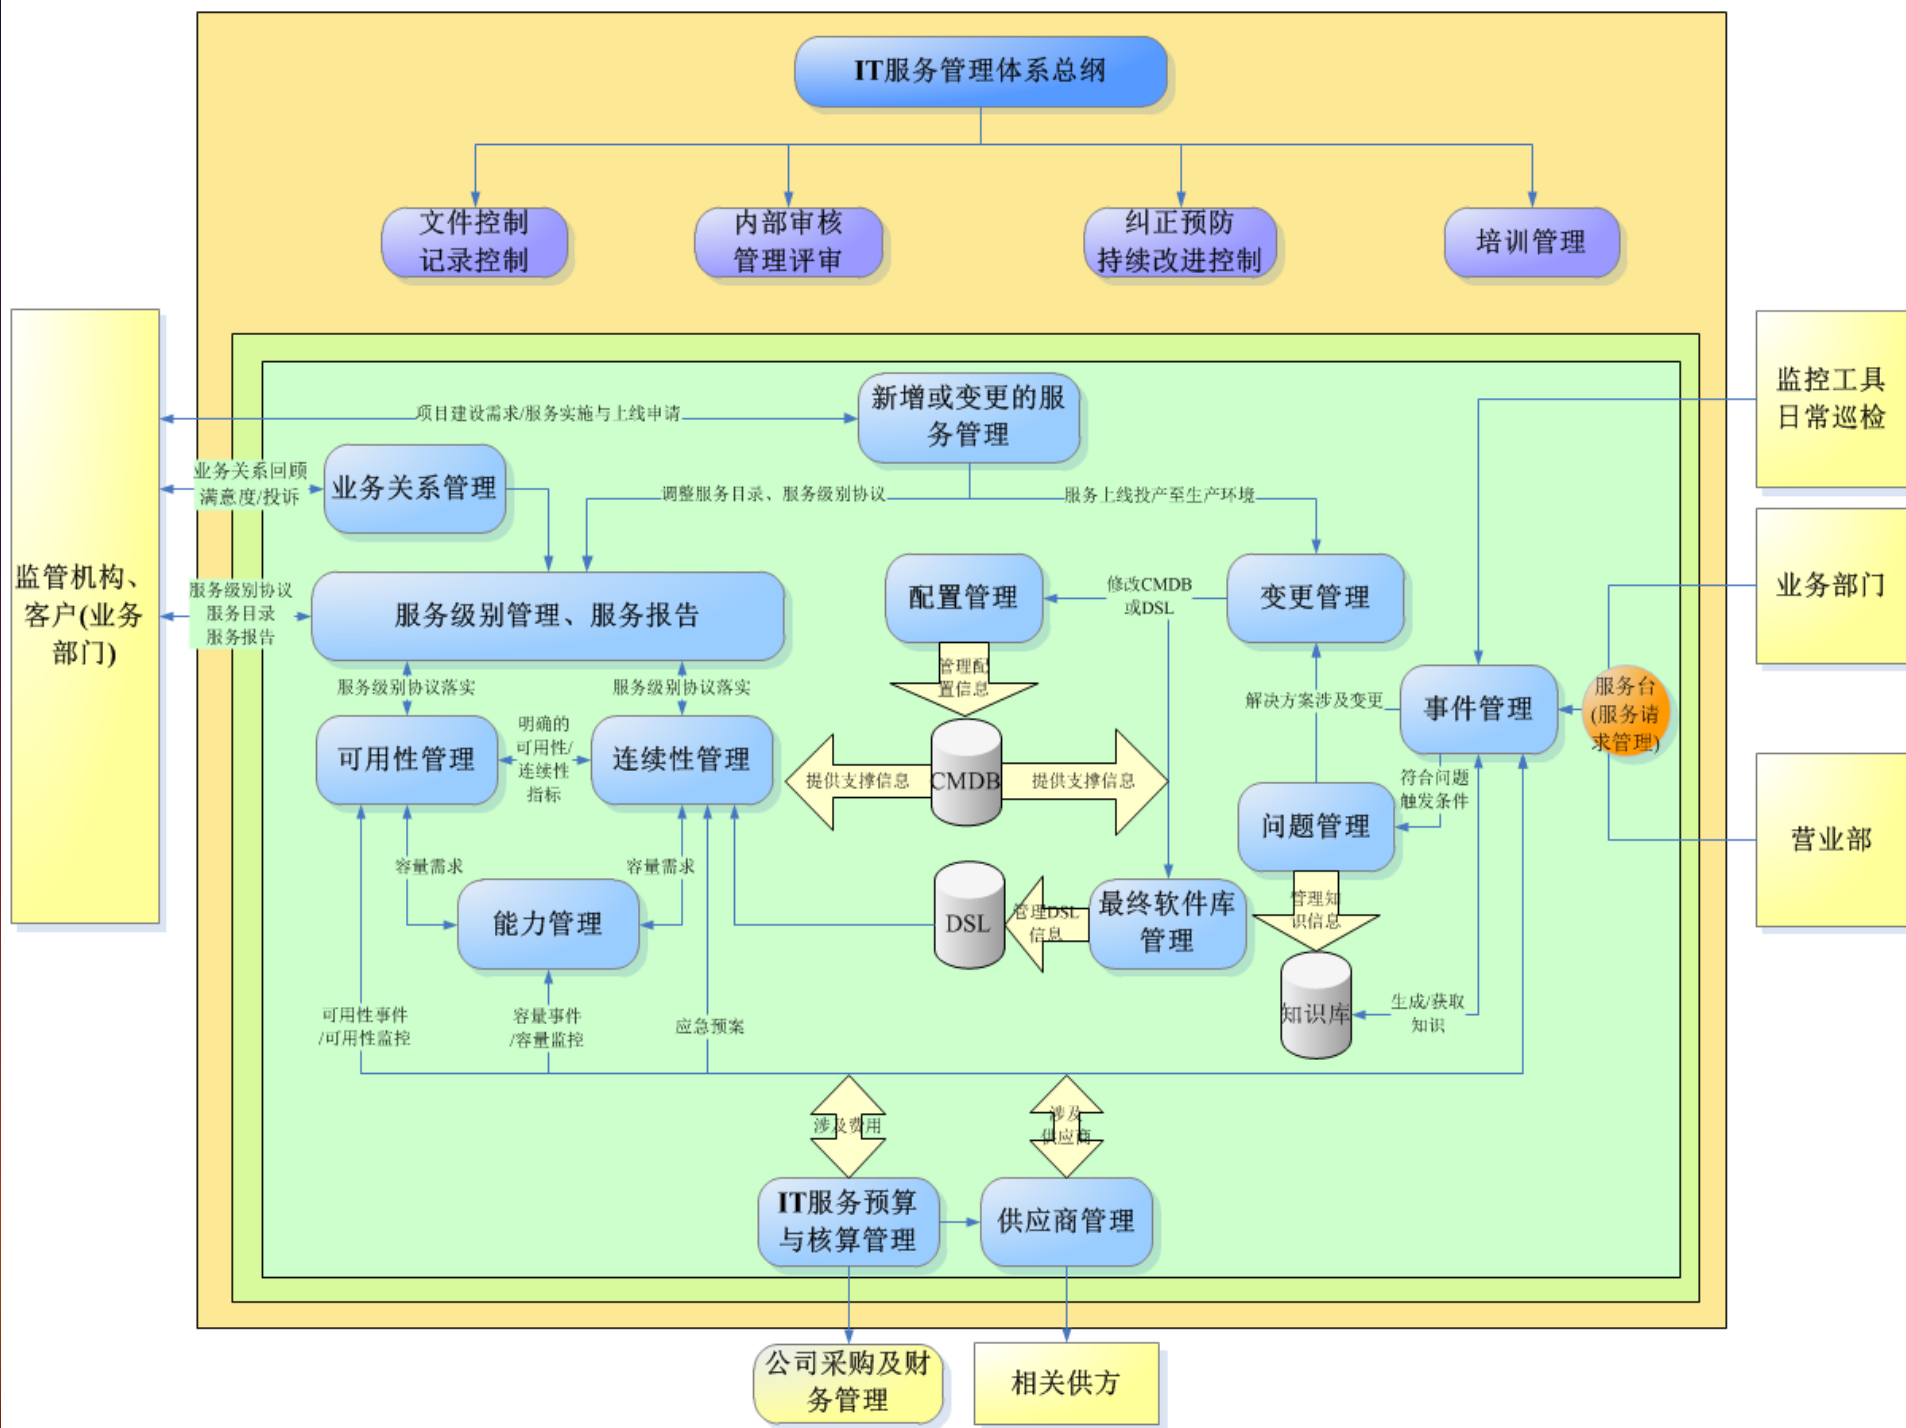 IT服务管理体系总纲
文件控制
记录控制
内部审核
管理评审
纠正预防
持续改进控制
培训管理
监管机构、
客户(业务
部门)
监控工具
日常巡检
业务部门
营业部
服务台
(服务请
求管理)
项目建设需求/服务实施与上线申请
新增或变更的服
务管理
业务关系回顾
满意度/投诉
业务关系管理
调整服务目录、服务级别协议
服务上线投产至生产环境
服务级别协议
服务目录
服务报告
服务级别管理、服务报告
配置管理
修改CMDB
或DSL
变更管理
管理配
置信息
服务级别协议落实
服务级别协议落实
解决方案涉及变更
事件管理
可用性管理
明确的
可用性/
连续性
指标
连续性管理
提供支撑信息
CMDB
提供支撑信息
符合问题
触发条件
问题管理
容量需求
容量需求
能力管理
DSL
管理DSL
信息
最终软件库
管理
管理知
识信息
知识库
生成/获取
知识
可用性事件
/可用性监控
容量事件
/容量监控
应急预案
涉及费用
涉及
供应商
IT服务预算
与核算管理
供应商管理
公司采购及财
务管理
相关供方